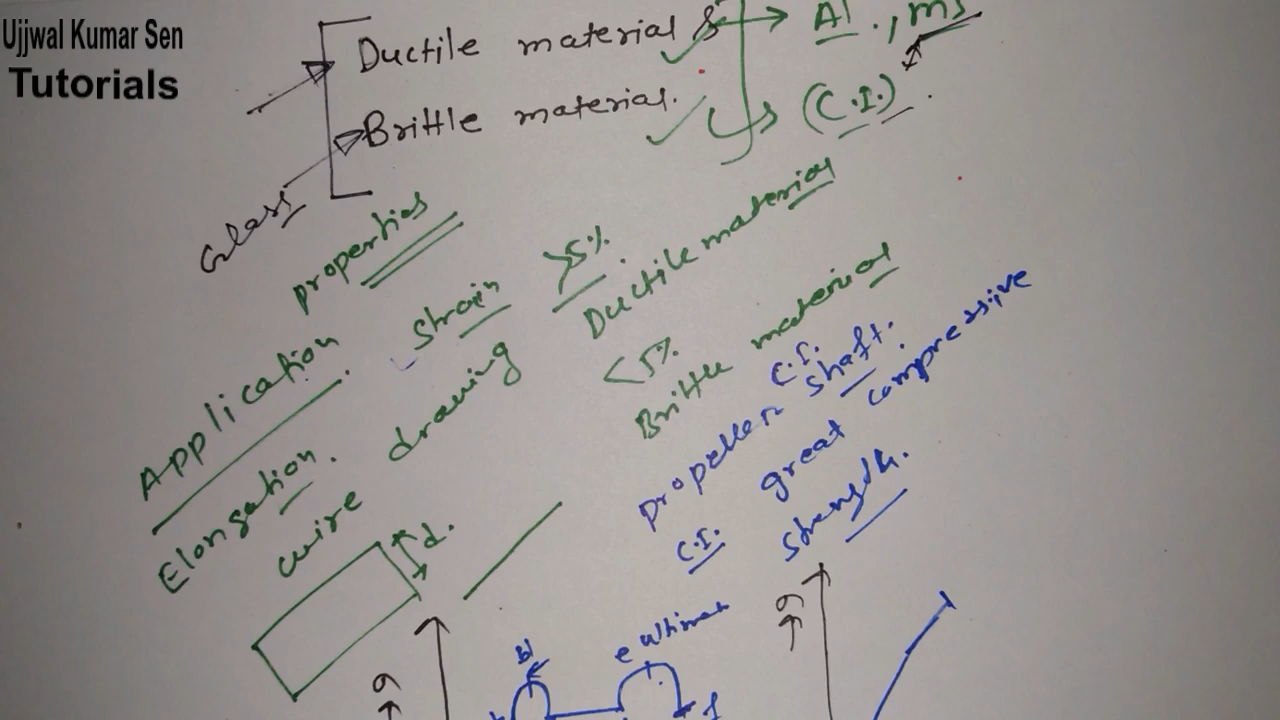 Ujjwal Kumar Sen
Tutorials
Ductile material & → Al., MS
Brittle material. → (C.I.).
Glass
properties
Application
Strain >5%
Ductile material
Elongation.
wire drawing
<5%
Brittle material
C.I.
propeller shaft.
C.I. great compressive
strength.
d.
σ
e ultimate
f
σ